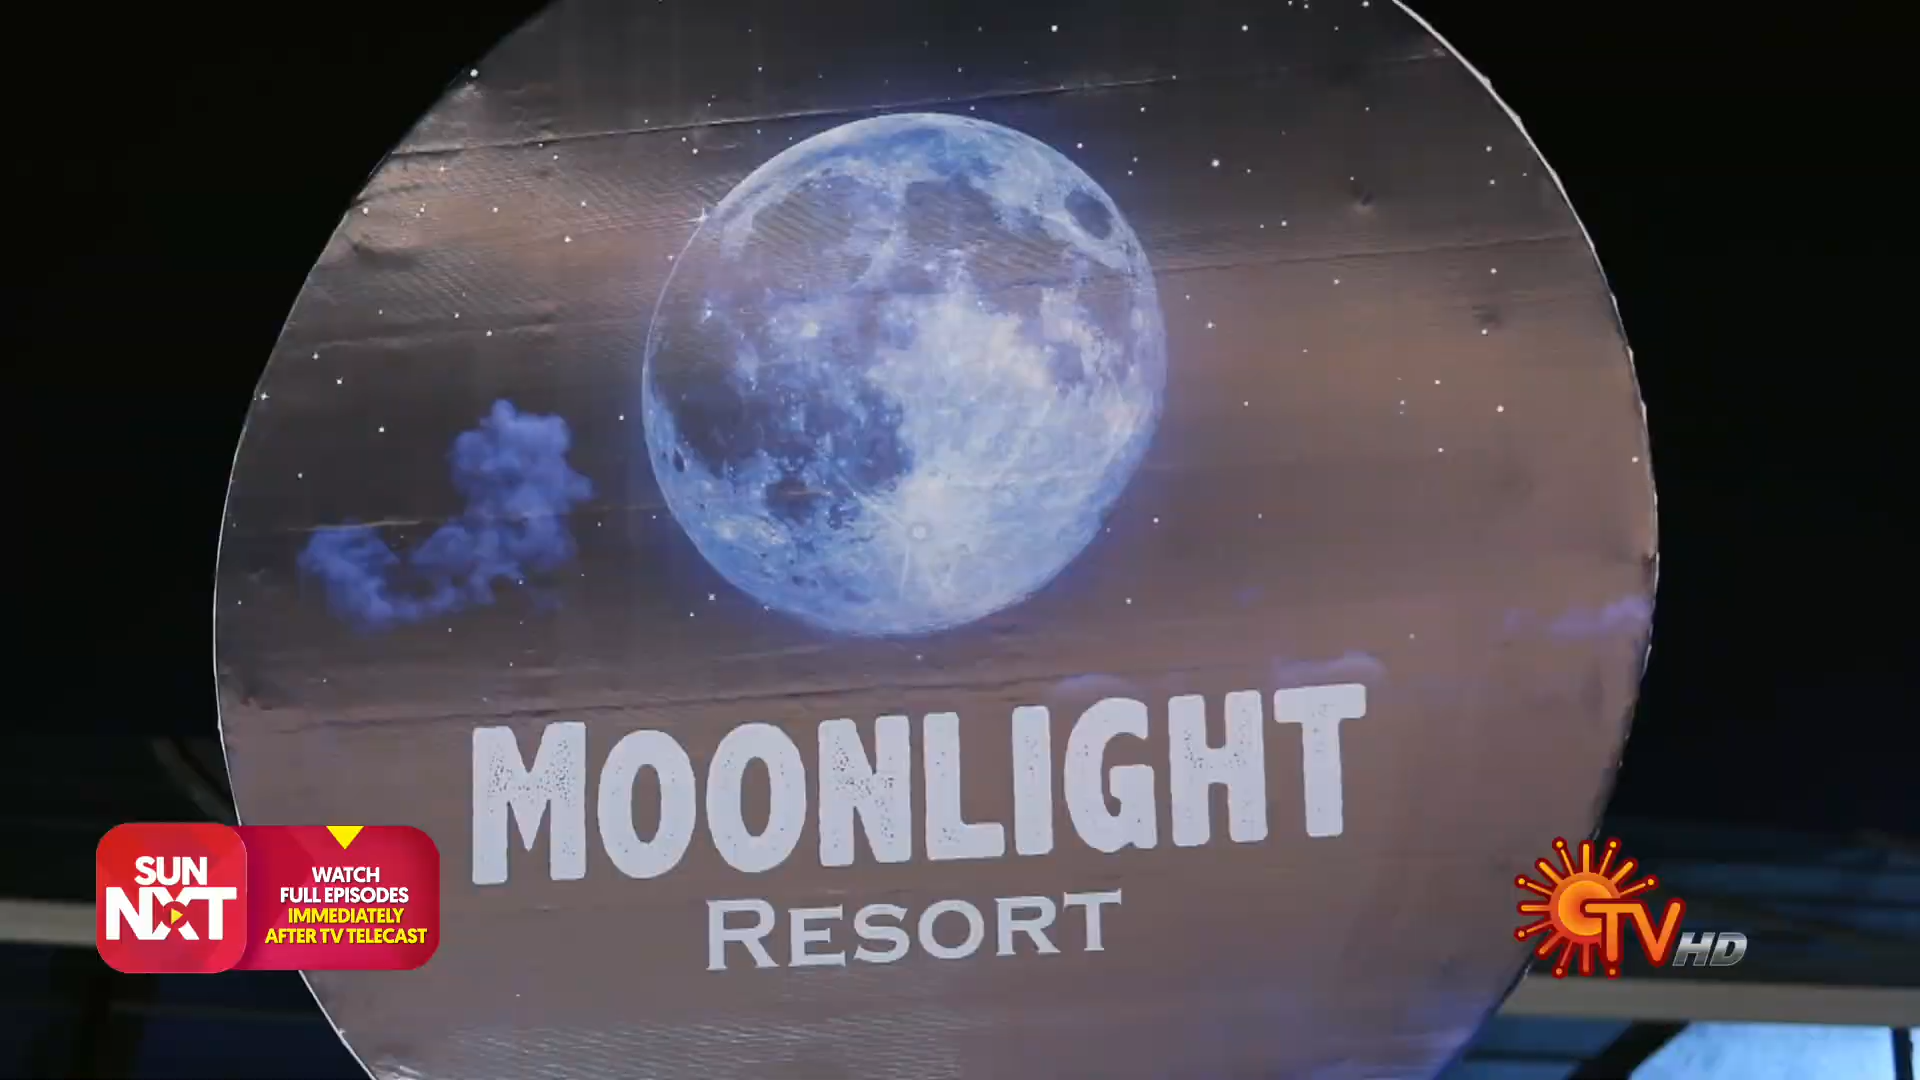 MOONLIGHT
RESORT
SUN
NXT
WATCH
FULL EPISODES
IMMEDIATELY
AFTER TV TELECAST
TV HD